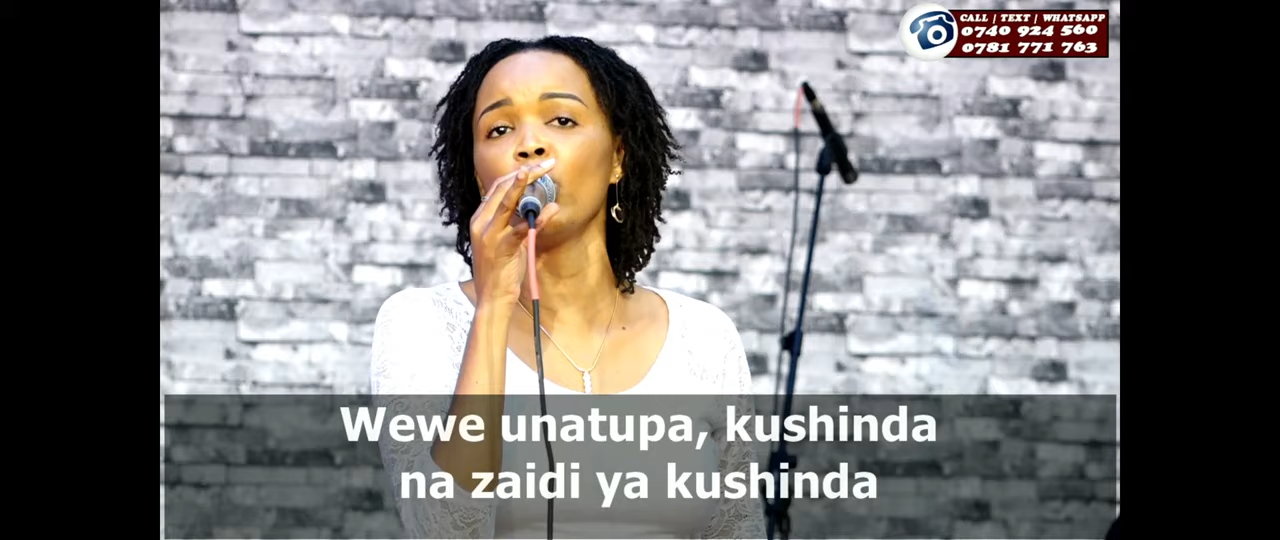 CALL | TEXT | WHATSAPP
0740 924 560
0781 771 763
Wewe unatupa, kushinda
na zaidi ya kushinda